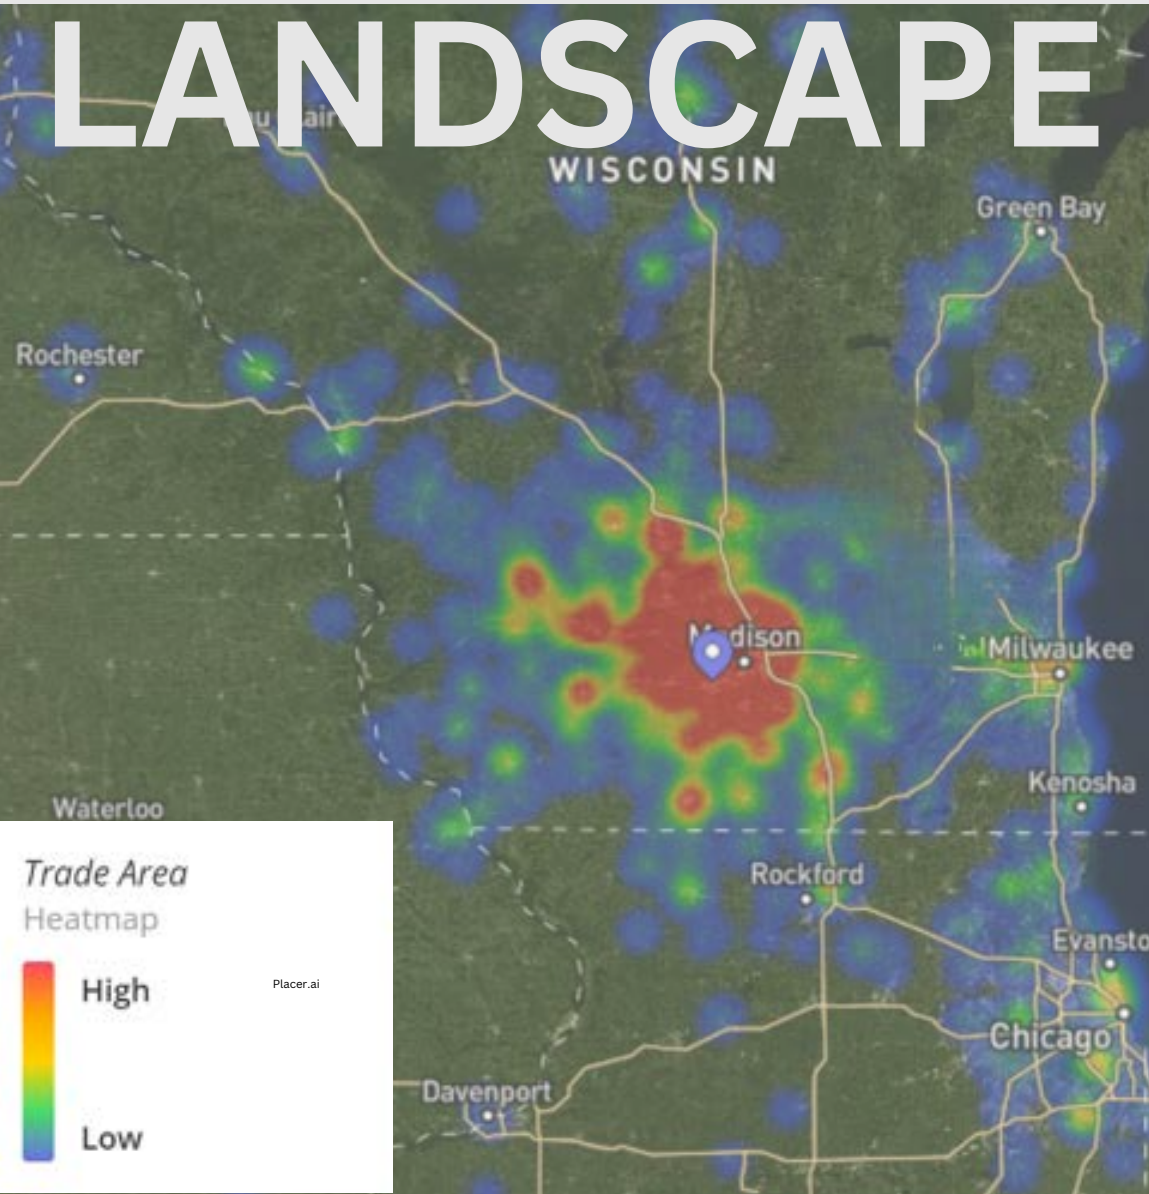 LANDSCAPE
WISCONSIN
Green Bay
Rochester
Madison
Milwaukee
Kenosha
Waterloo
Rockford
Evansto
Chicago
Davenport
Trade Area
Heatmap
High
Placer.ai
Low